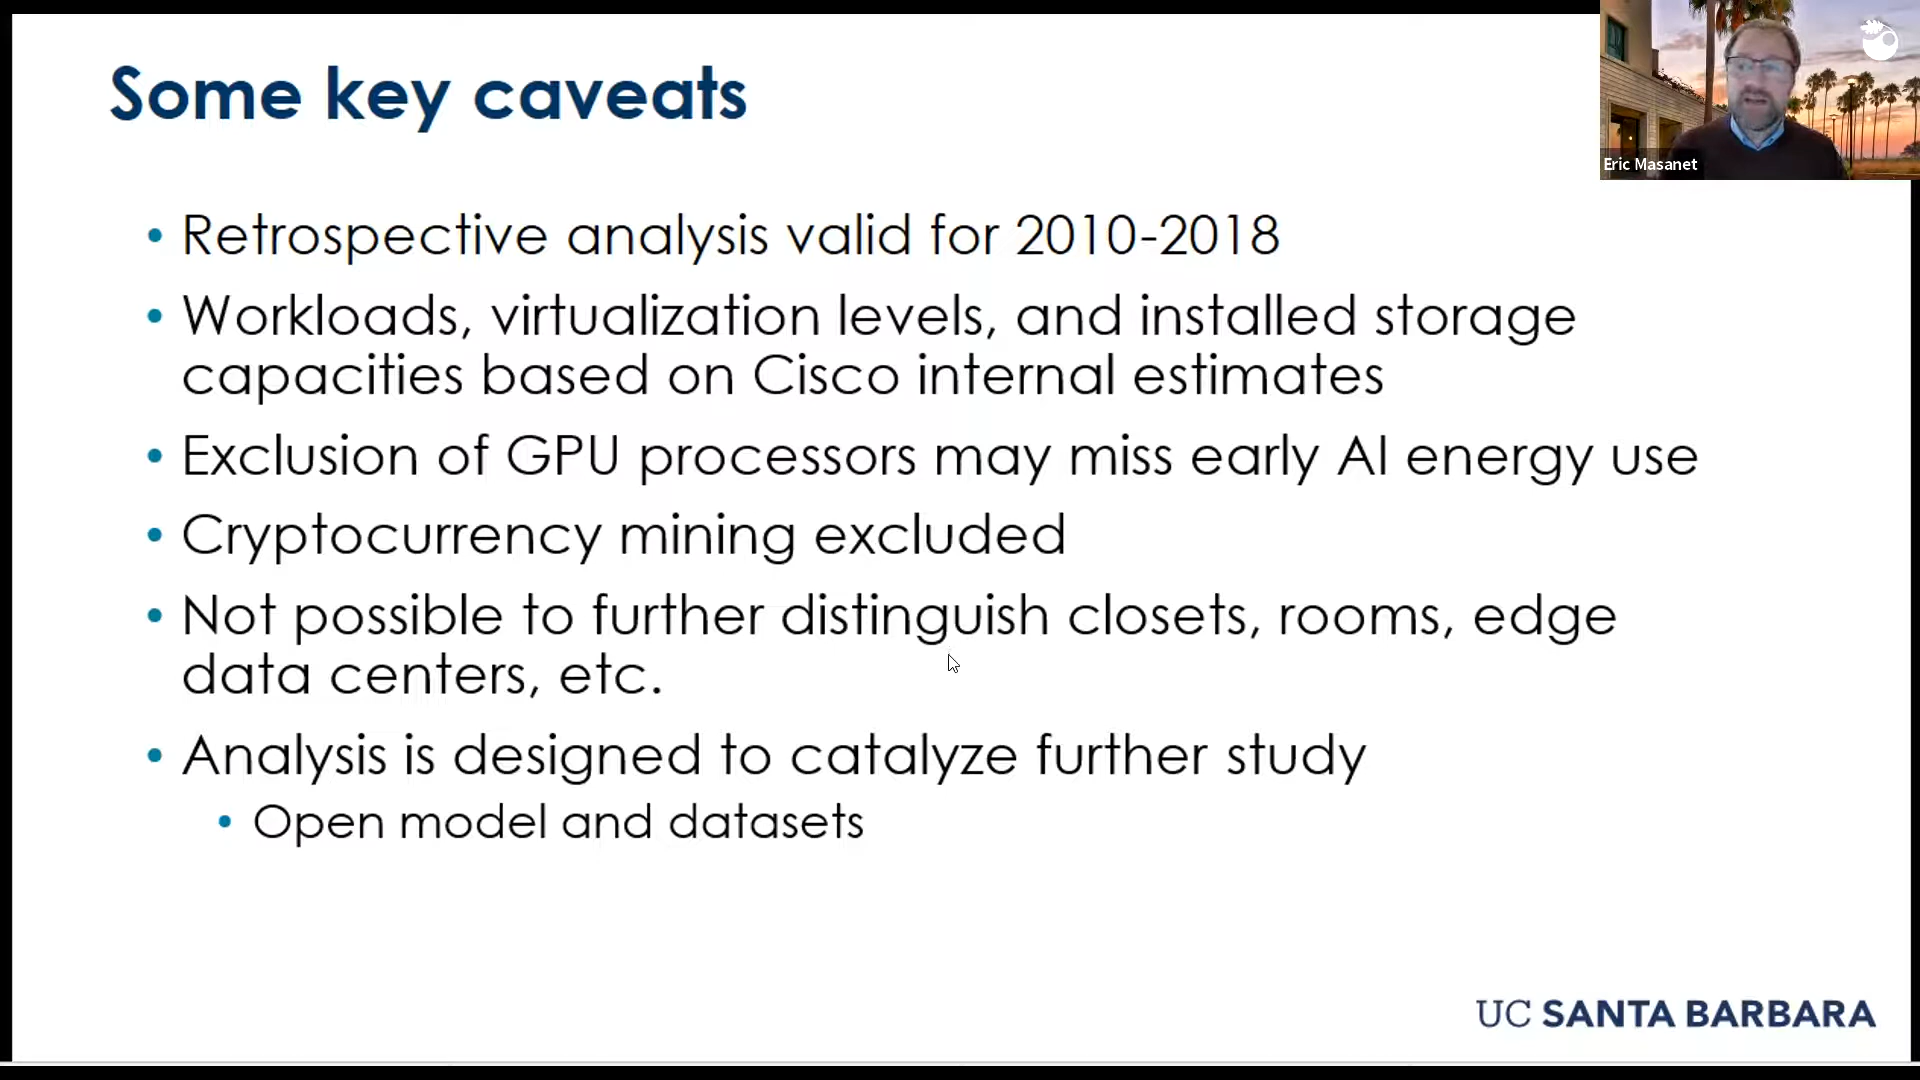 Some key caveats
Eric Masanet
• Retrospective analysis valid for 2010-2018
• Workloads, virtualization levels, and installed storage
capacities based on Cisco internal estimates
• Exclusion of GPU processors may miss early AI energy use
• Cryptocurrency mining excluded
• Not possible to further distinguish closets, rooms, edge
data centers, etc.
• Analysis is designed to catalyze further study
• Open model and datasets
UC SANTA BARBARA